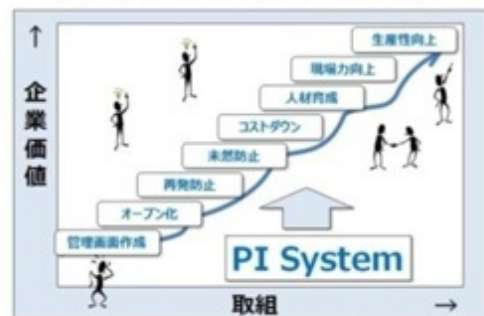 ↑
企業価値
生産性向上
現場力向上
人材育成
コストダウン
未然防止
再発防止
オープン化
管理画面作成
PI System
取組
→